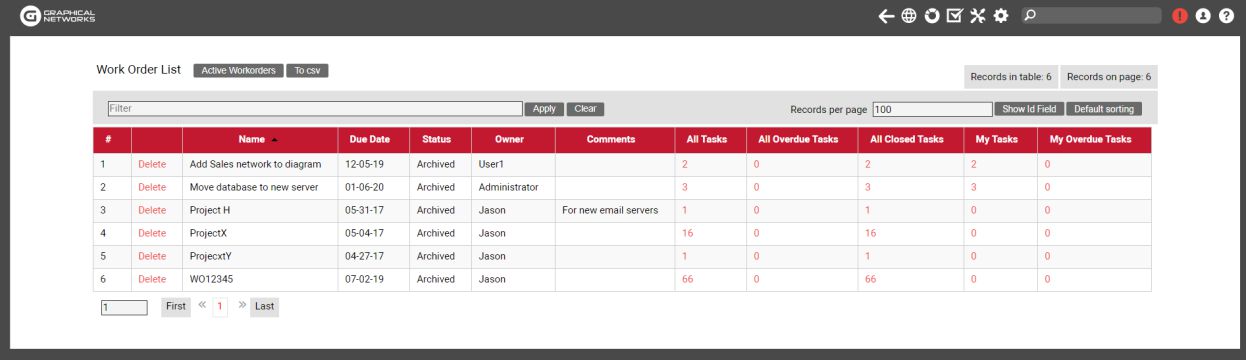 GRAPHICAL
NETWORKS
Work Order List Active Workorders To csv
Records in table: 6 Records on page: 6
Filter Apply Clear Records per page 100 Show Id Field Default sorting
# Name Due Date Status Owner Comments All Tasks All Overdue Tasks All Closed Tasks My Tasks My Overdue Tasks
1 Delete Add Sales network to diagram 12-05-19 Archived User1 2 0 2 2 0
2 Delete Move database to new server 01-06-20 Archived Administrator 3 0 3 3 0
3 Delete Project H 05-31-17 Archived Jason For new email servers 1 0 1 0 0
4 Delete ProjectX 05-04-17 Archived Jason 16 0 16 0 0
5 Delete ProjecxtY 04-27-17 Archived Jason 1 0 1 0 0
6 Delete WO12345 07-02-19 Archived Jason 66 0 66 0 0
1 First « 1 » Last